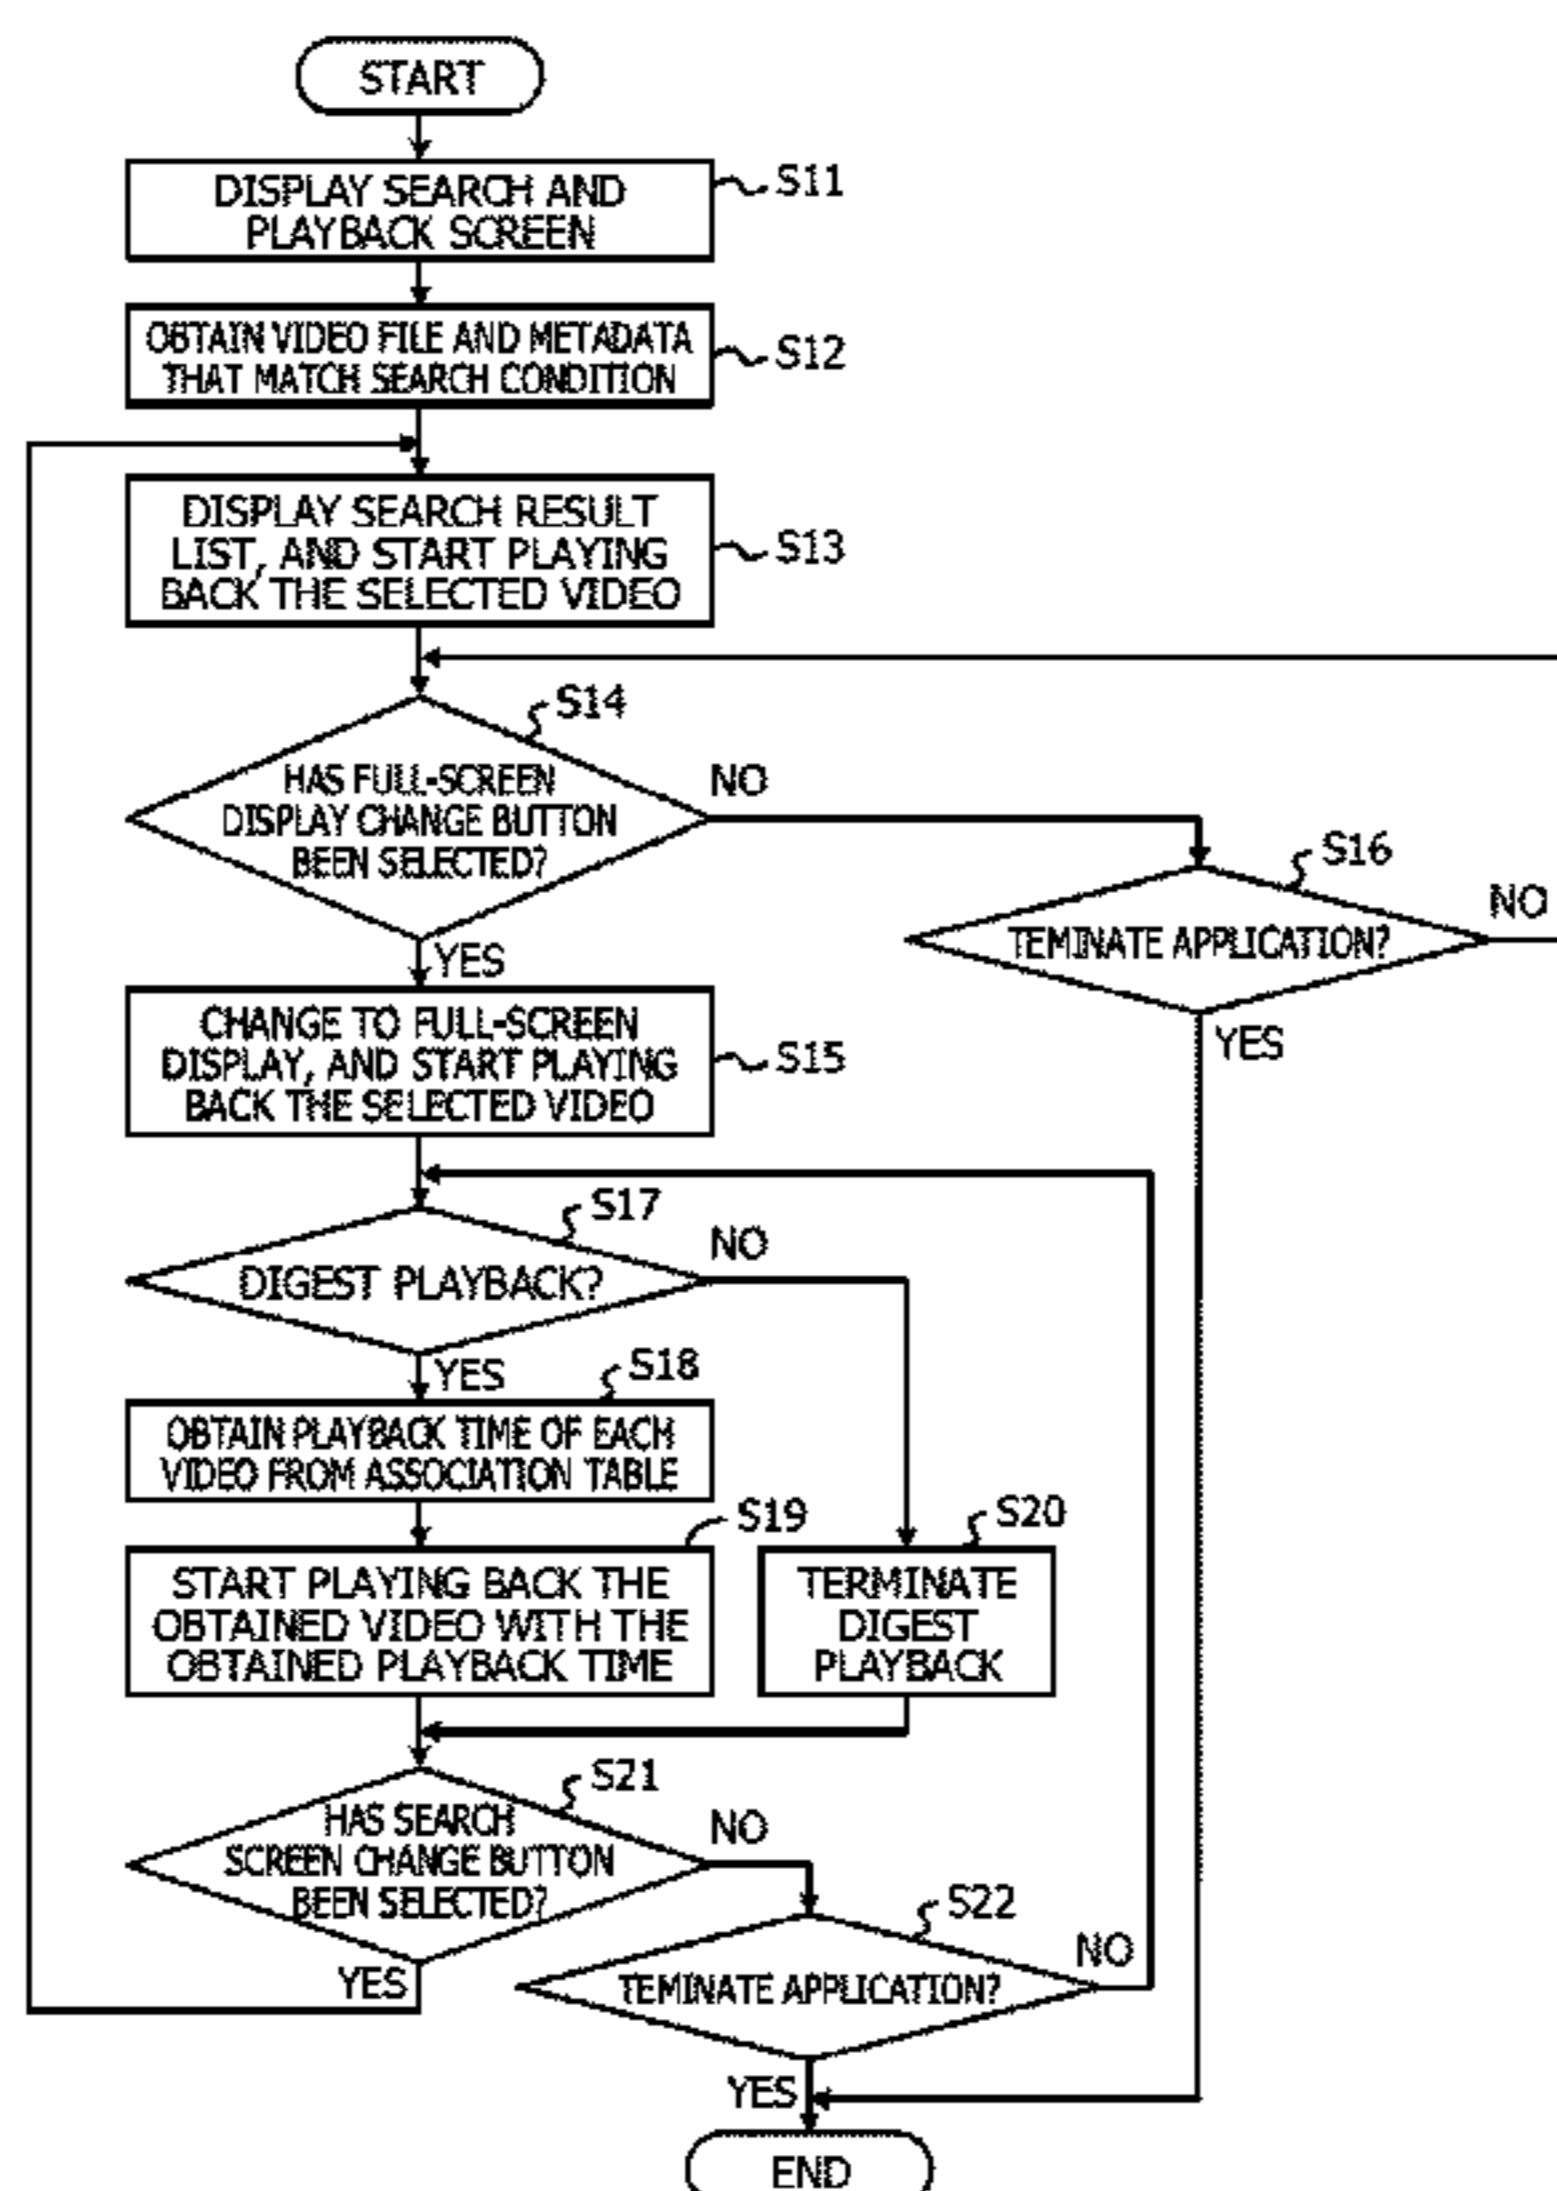 START
DISPLAY SEARCH AND
PLAYBACK SCREEN
S11
OBTAIN VIDEO FILE AND METADATA
THAT MATCH SEARCH CONDITION
S12
DISPLAY SEARCH RESULT
LIST, AND START PLAYING
BACK THE SELECTED VIDEO
S13
S14
HAS FULL-SCREEN
DISPLAY CHANGE BUTTON
BEEN SELECTED?
NO
YES
S16
TEMINATE APPLICATION?
NO
YES
CHANGE TO FULL-SCREEN
DISPLAY, AND START PLAYING
BACK THE SELECTED VIDEO
S15
S17
DIGEST PLAYBACK?
NO
YES
S18
OBTAIN PLAYBACK TIME OF EACH
VIDEO FROM ASSOCIATION TABLE
S19
START PLAYING BACK THE
OBTAINED VIDEO WITH THE
OBTAINED PLAYBACK TIME
S20
TERMINATE
DIGEST
PLAYBACK
S21
HAS SEARCH
SCREEN CHANGE BUTTON
BEEN SELECTED?
NO
YES
S22
TEMINATE APPLICATION?
NO
YES
END